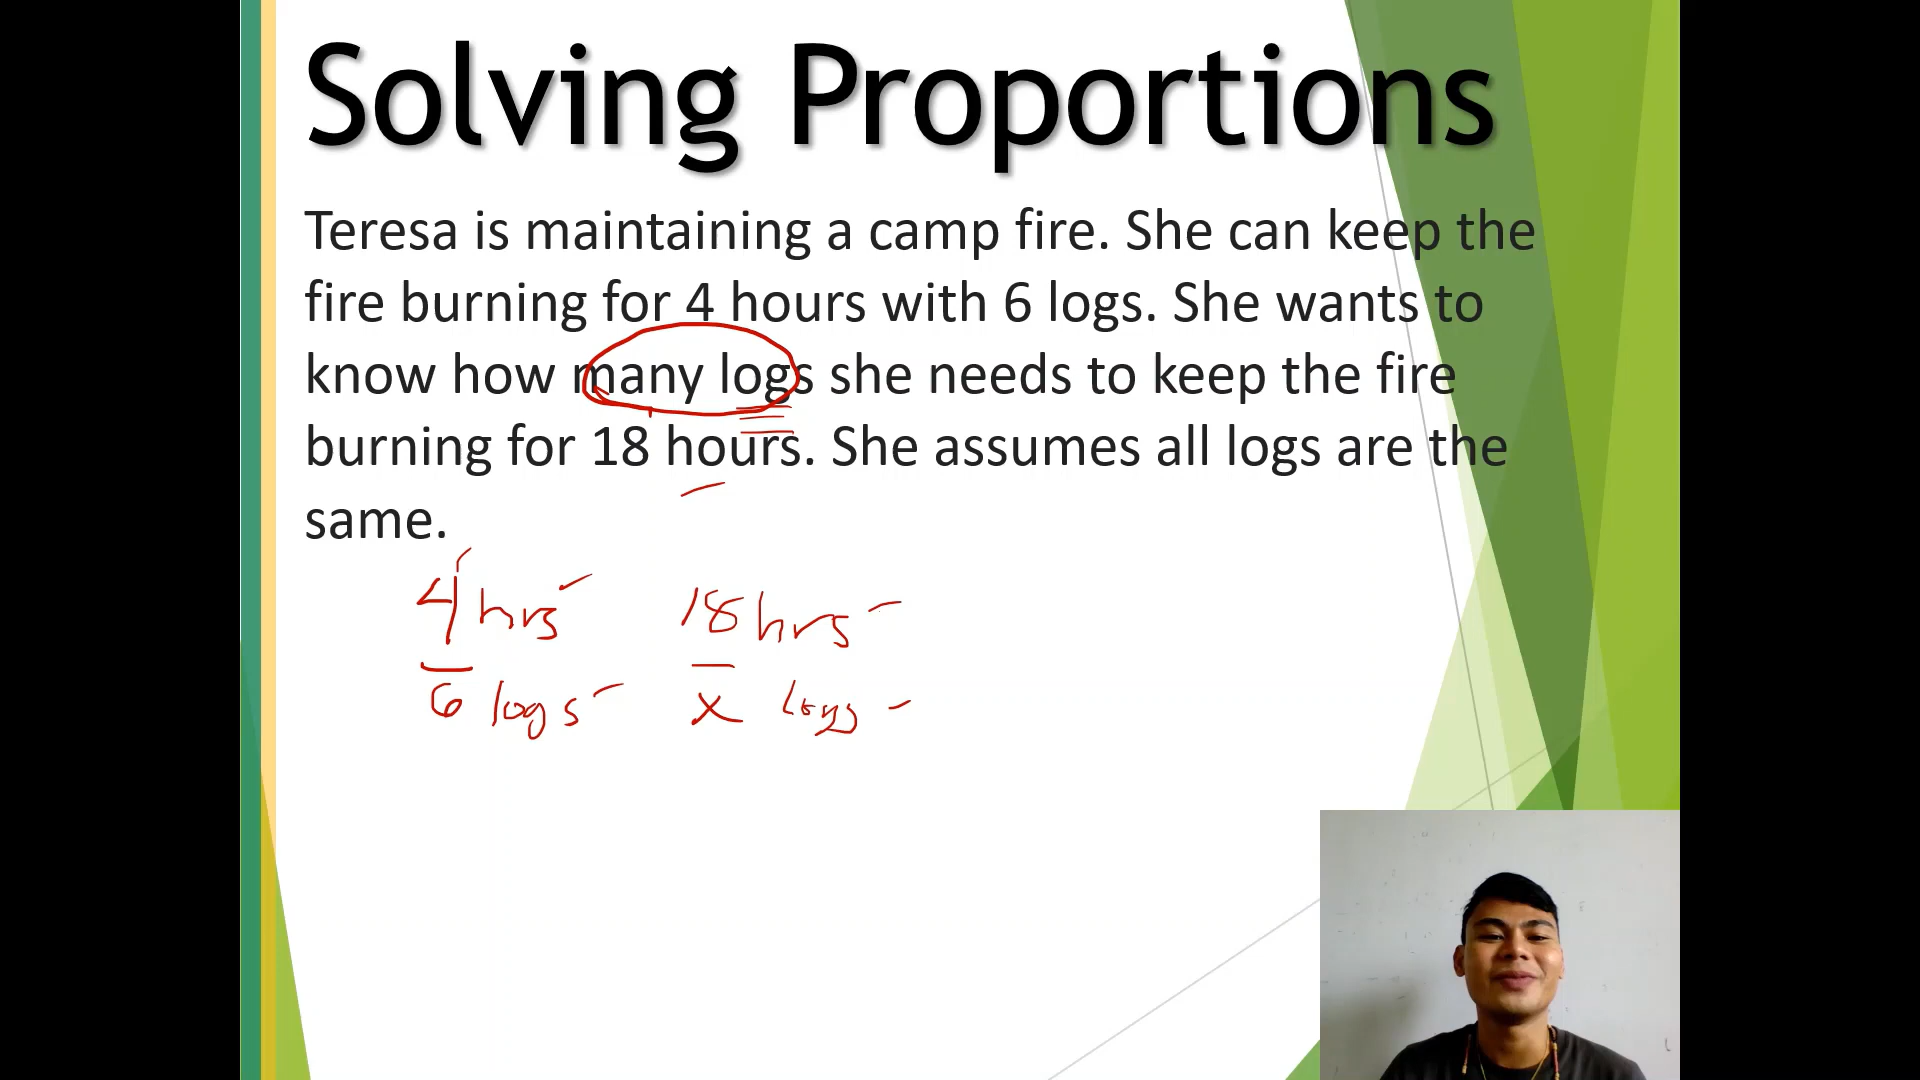 Solving Proportions
Teresa is maintaining a camp fire. She can keep the
fire burning for 4 hours with 6 logs. She wants to
know how many logs she needs to keep the fire
burning for 18 hours. She assumes all logs are the
same.
4 hrs 18 hrs
6 logs x logs